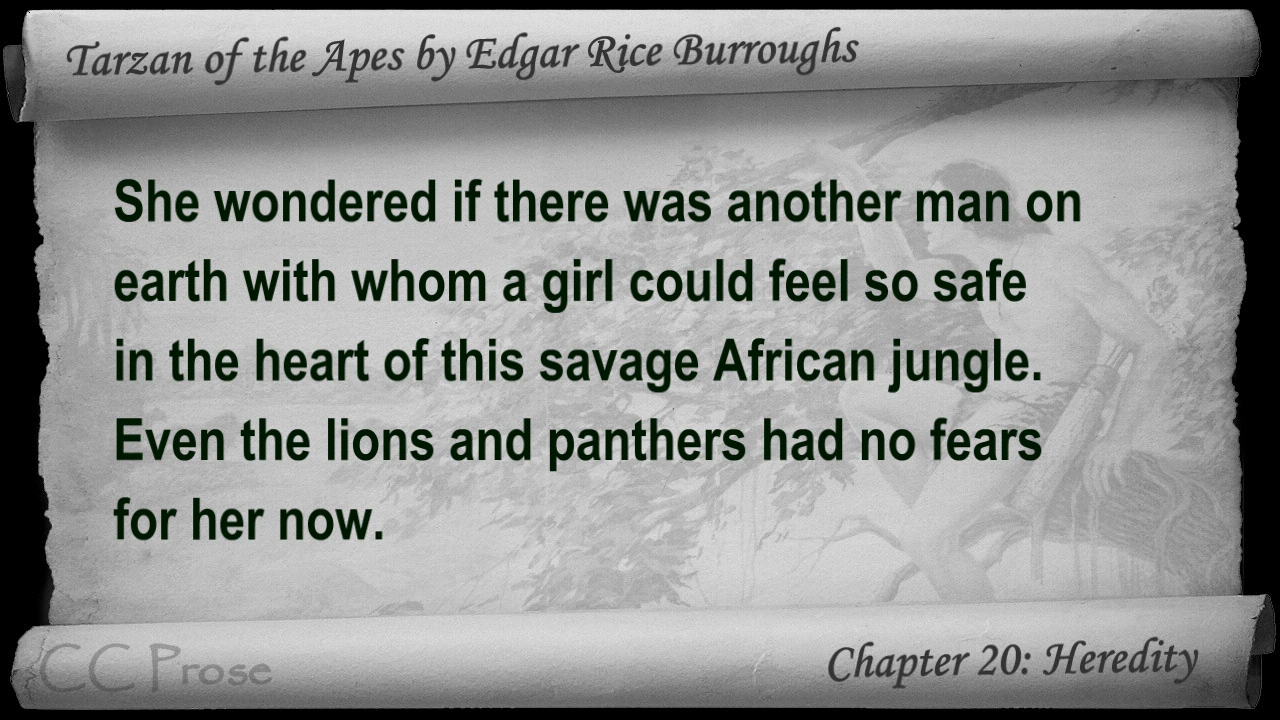 Tarzan of the Apes by Edgar Rice Burroughs
She wondered if there was another man on
earth with whom a girl could feel so safe
in the heart of this savage African jungle.
Even the lions and panthers had no fears
for her now.
CC Prose
Chapter 20: Heredity